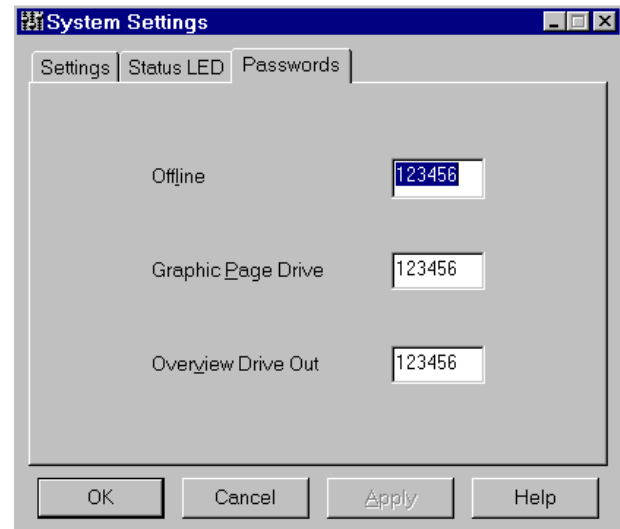 System Settings
Settings Status LED Passwords
Offline 123456
Graphic Page Drive 123456
Overview Drive Out 123456
OK Cancel Apply Help